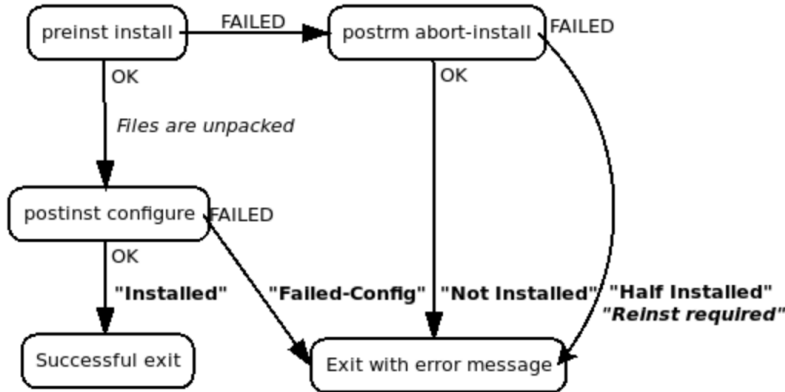 preinst install
FAILED
postrm abort-install
FAILED
OK
OK
Files are unpacked
postinst configure
FAILED
OK
"Installed"
"Failed-Config"
"Not Installed"
"Half Installed"
"Reinst required"
Successful exit
Exit with error message